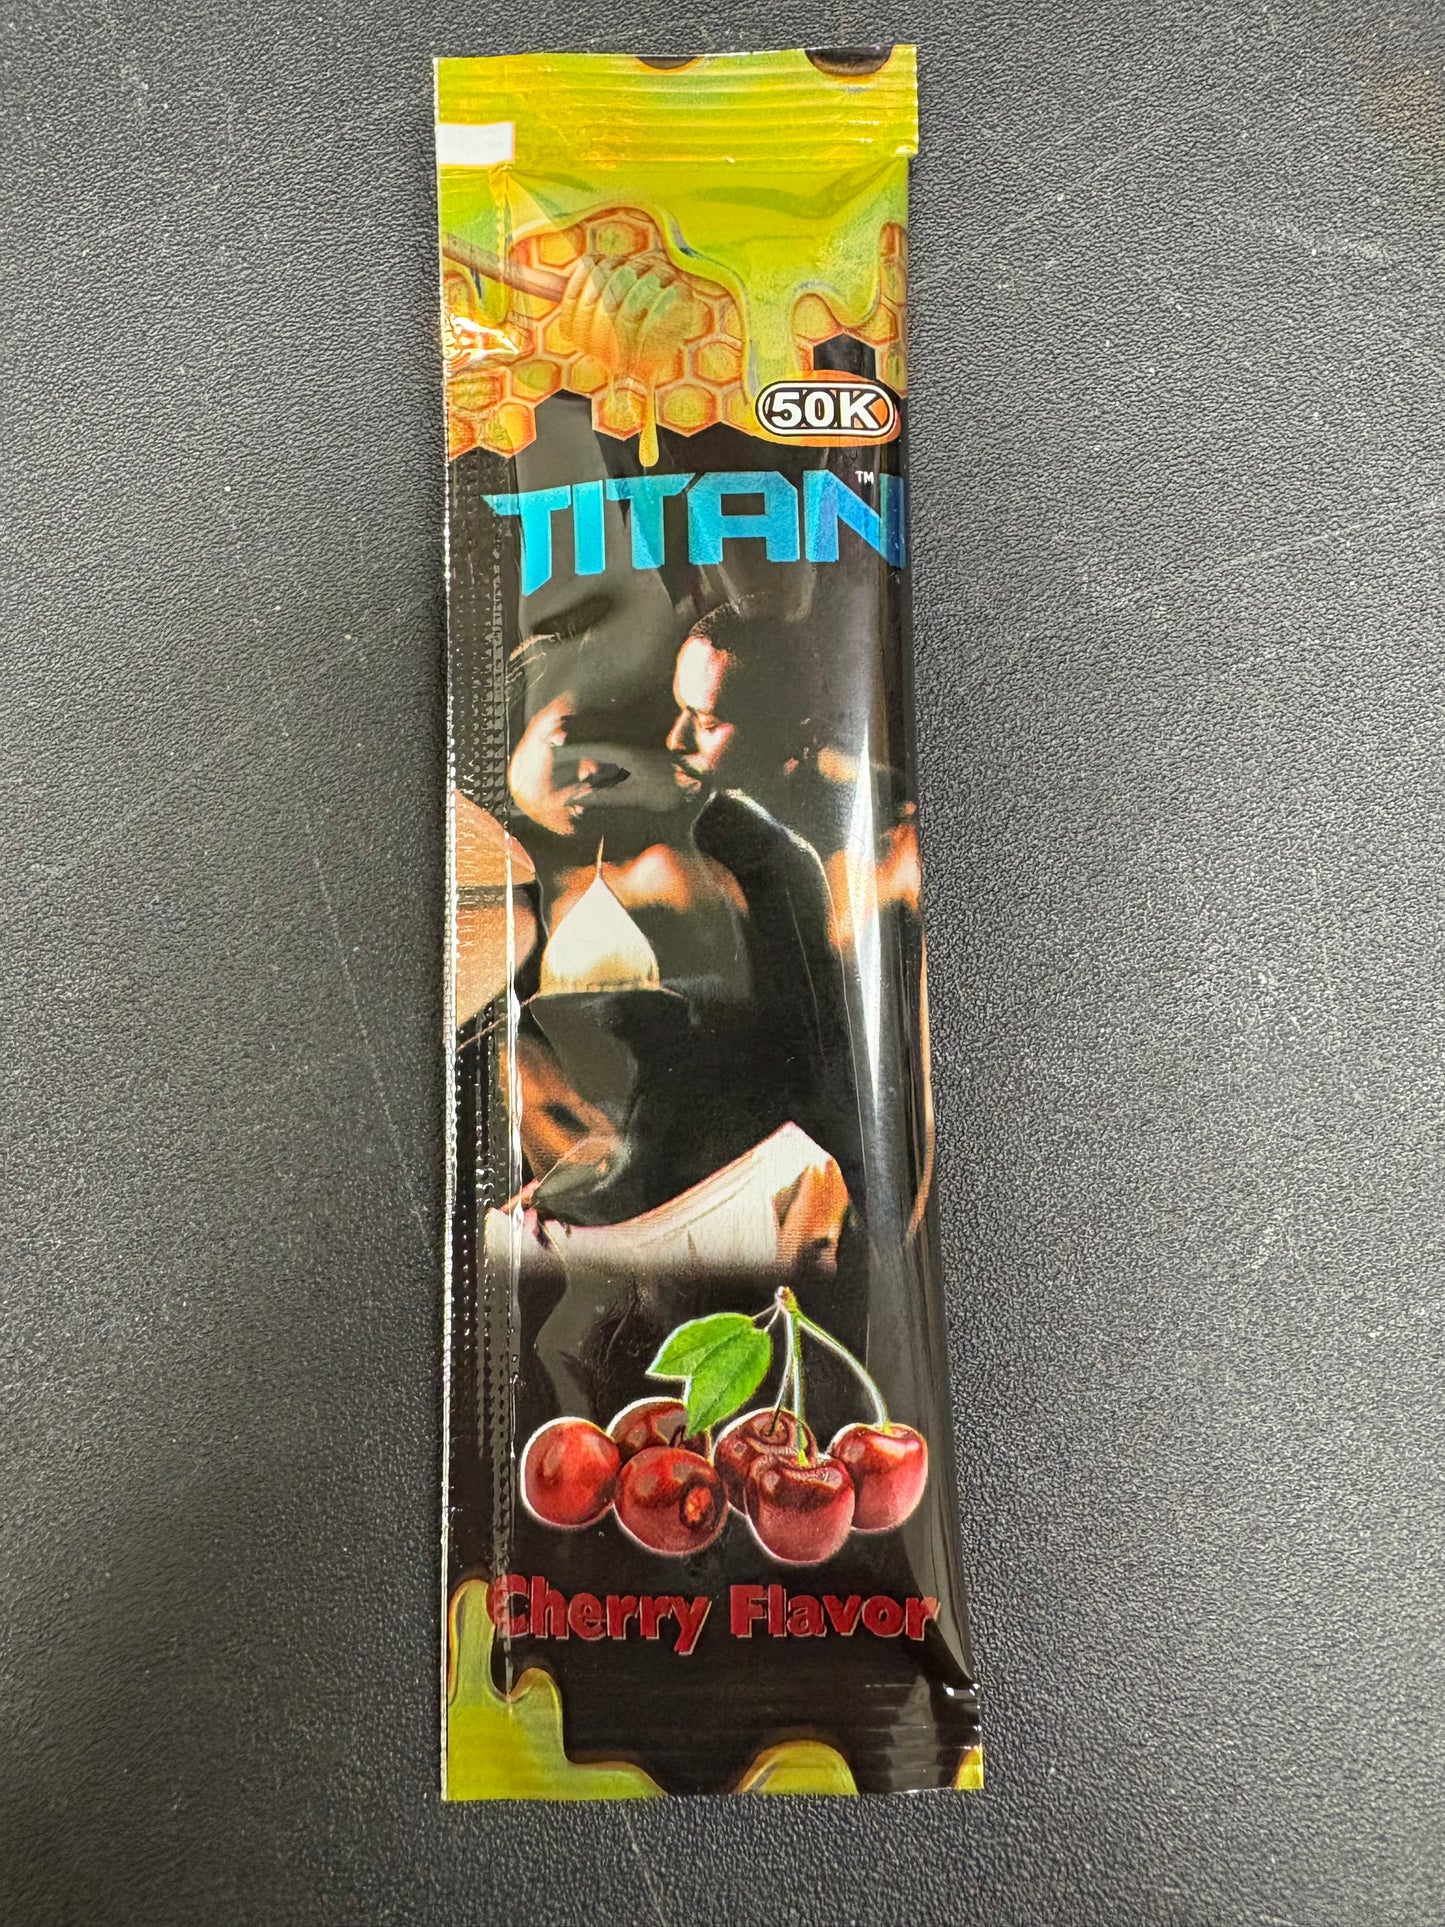 50K
TITAN™
Cherry Flavor